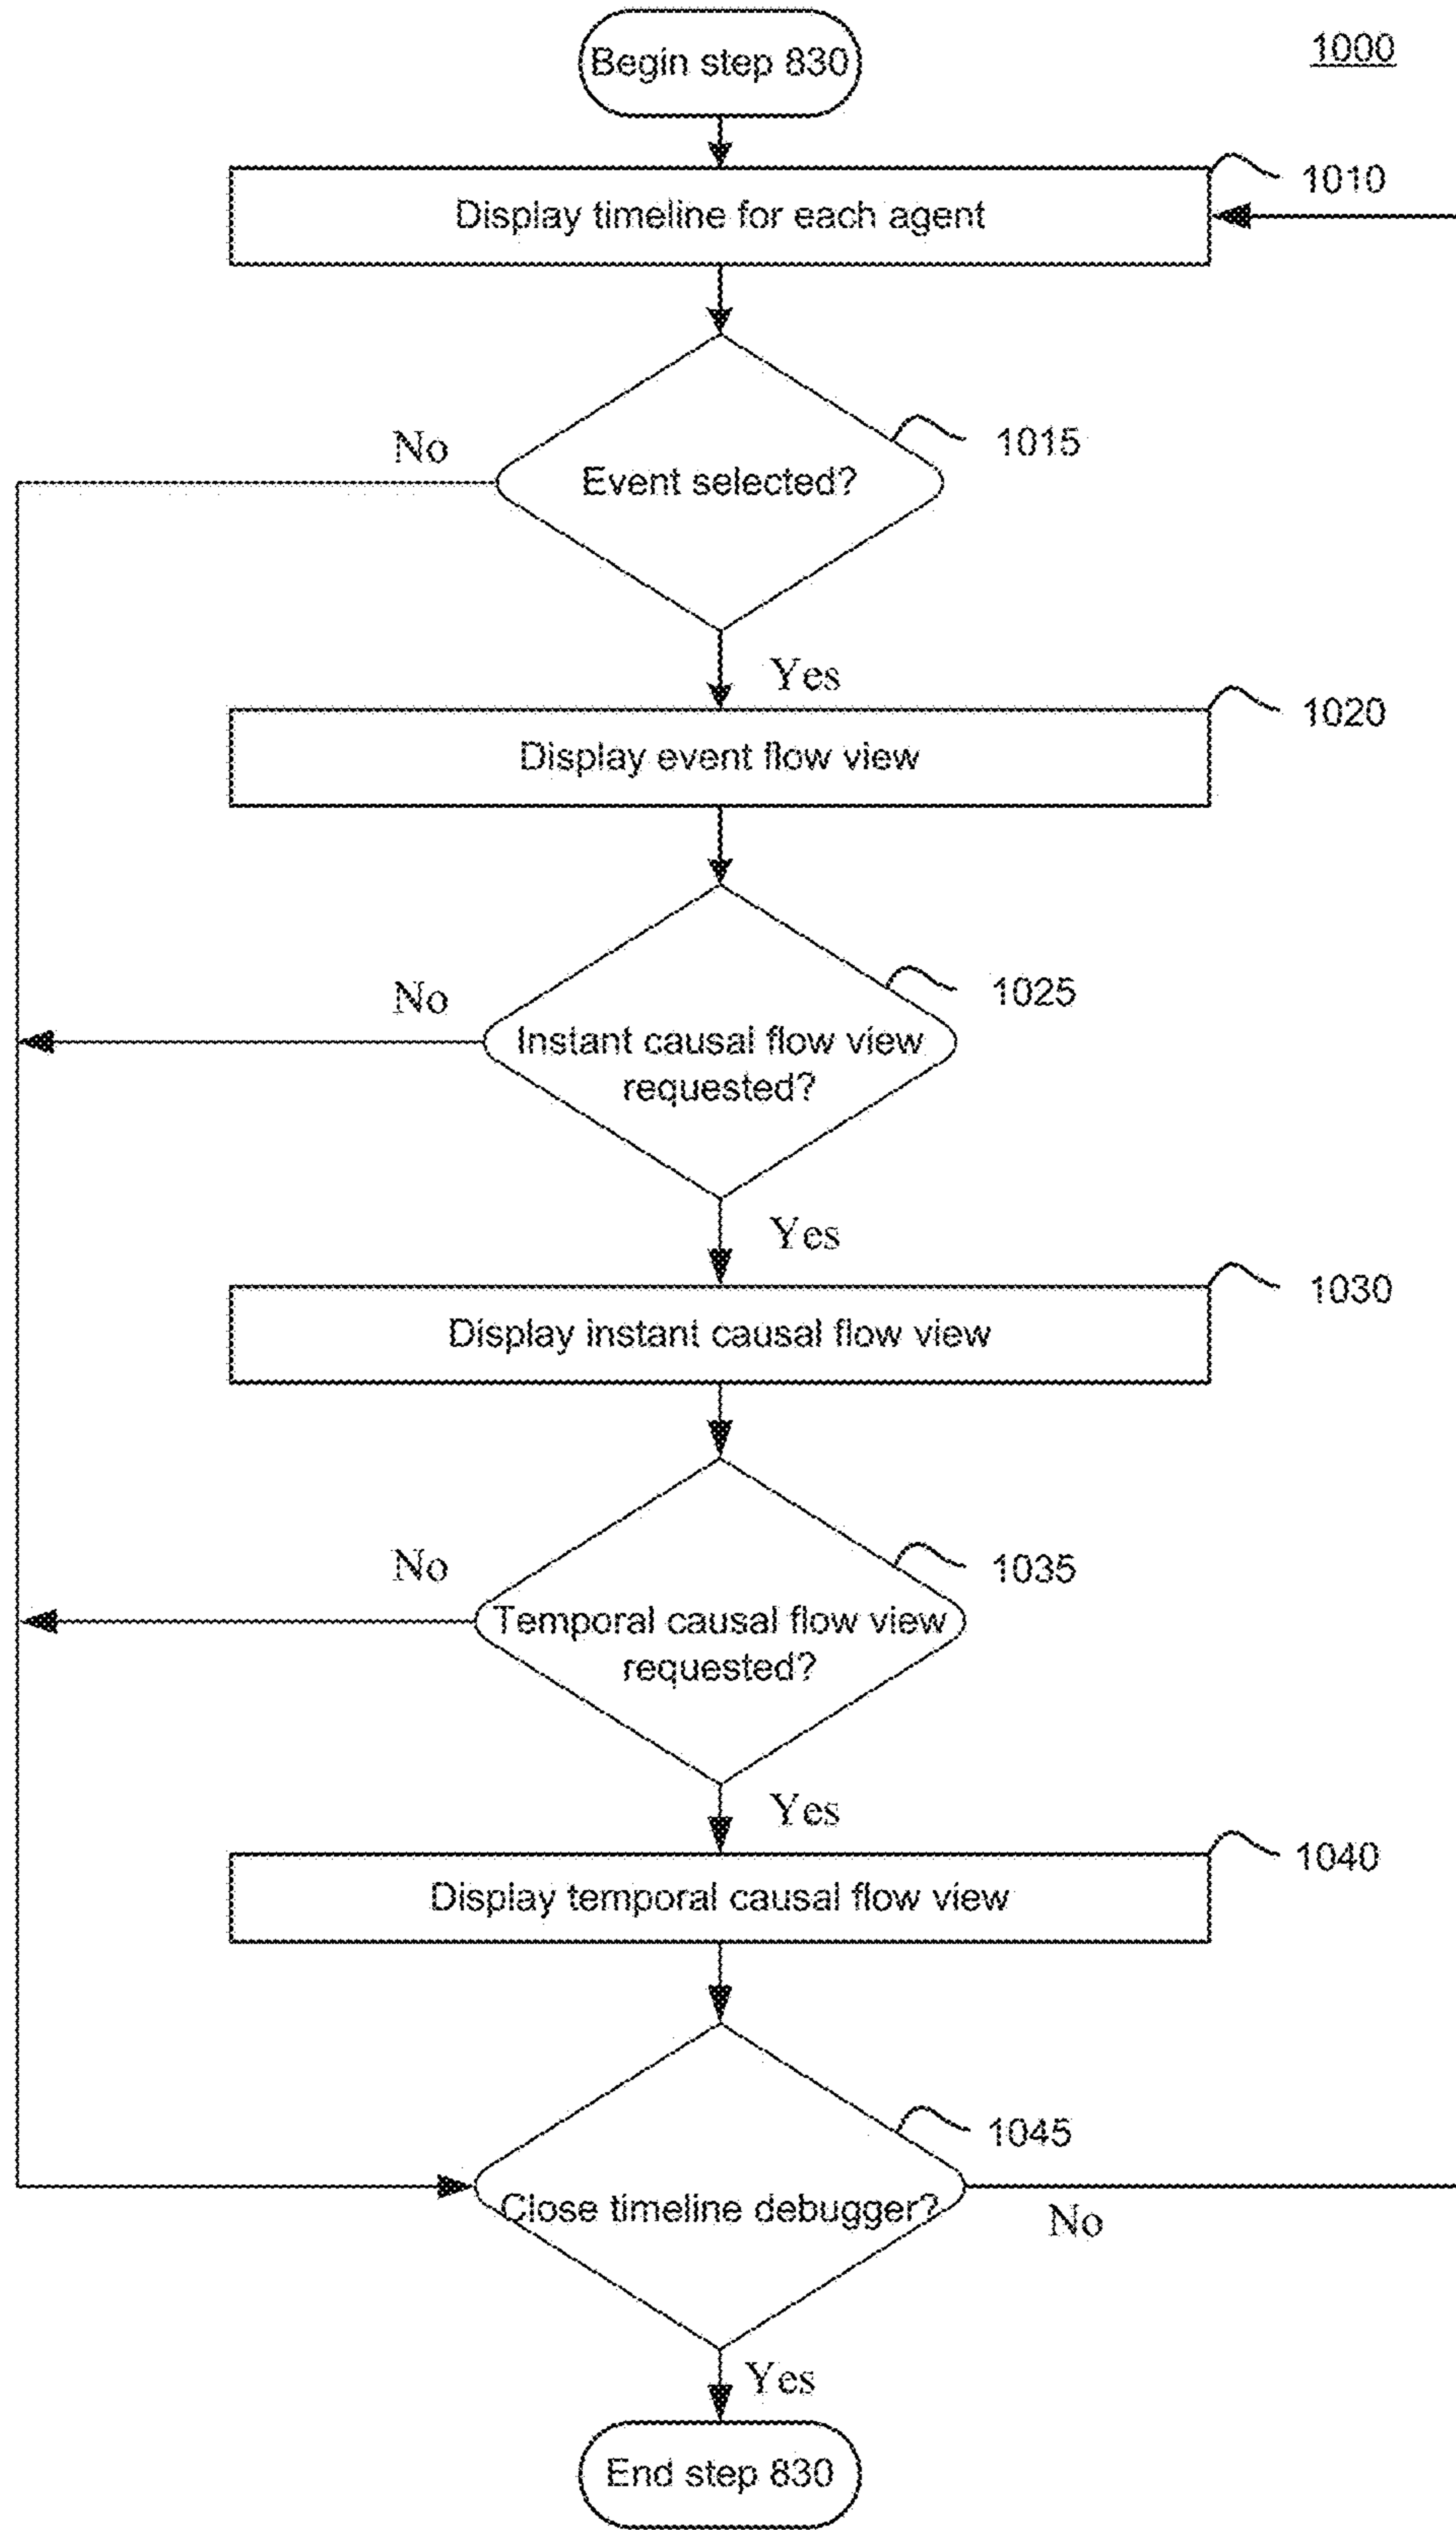 1000
Begin step 830
1010
Display timeline for each agent
1015
No
Event selected?
Yes
1020
Display event flow view
1025
No
Instant causal flow view
requested?
Yes
1030
Display instant causal flow view
1035
No
Temporal causal flow view
requested?
Yes
1040
Display temporal causal flow view
1045
Close timeline debugger?
No
Yes
End step 830